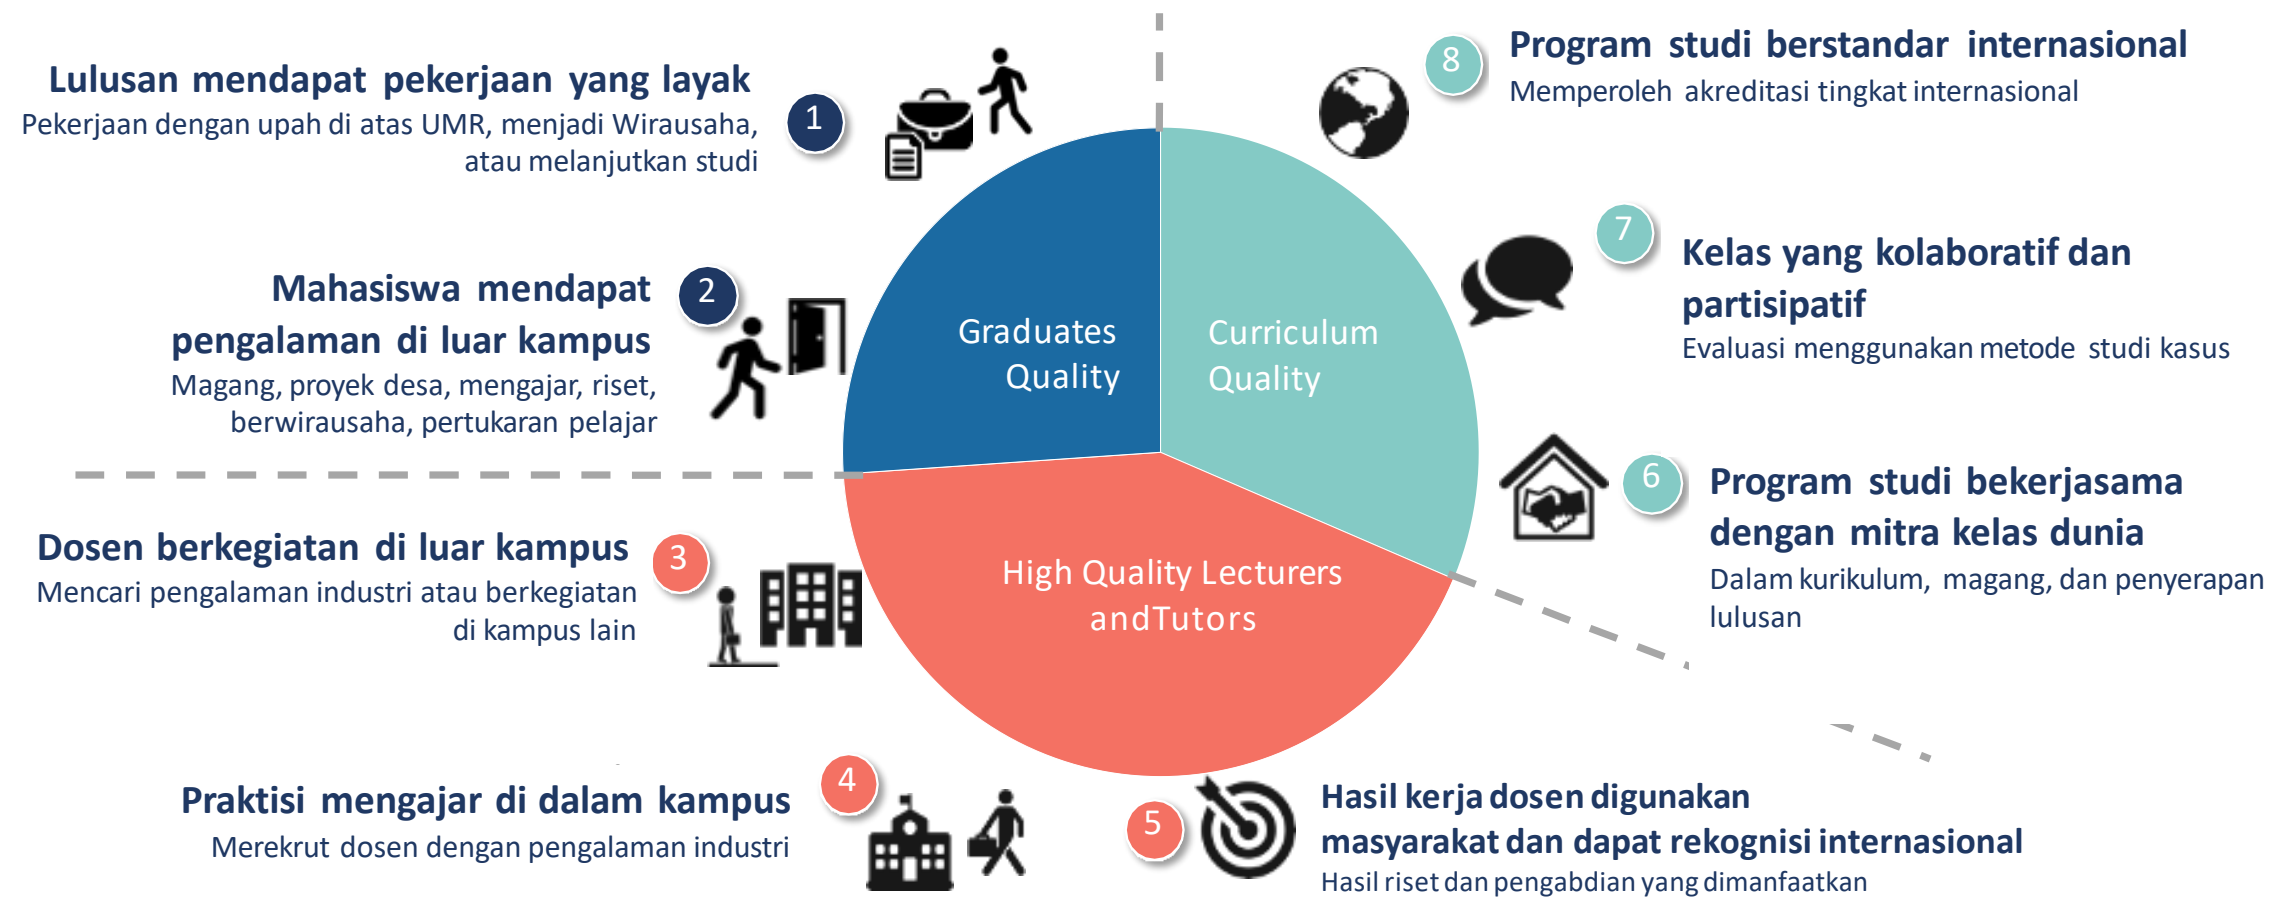 1
Lulusan mendapat pekerjaan yang layak
Pekerjaan dengan upah di atas UMR, menjadi Wirausaha,
atau melanjutkan studi
2
Mahasiswa mendapat
pengalaman di luar kampus
Magang, proyek desa, mengajar, riset,
berwirausaha, pertukaran pelajar
3
Dosen berkegiatan di luar kampus
Mencari pengalaman industri atau berkegiatan
di kampus lain
4
Praktisi mengajar di dalam kampus
Merekrut dosen dengan pengalaman industri
5
Hasil kerja dosen digunakan
masyarakat dan dapat rekognisi internasional
Hasil riset dan pengabdian yang dimanfaatkan
6
Program studi bekerjasama
dengan mitra kelas dunia
Dalam kurikulum, magang, dan penyerapan
lulusan
7
Kelas yang kolaboratif dan
partisipatif
Evaluasi menggunakan metode studi kasus
8
Program studi berstandar internasional
Memperoleh akreditasi tingkat internasional
Graduates
Quality
Curriculum
Quality
High Quality Lecturers
andTutors